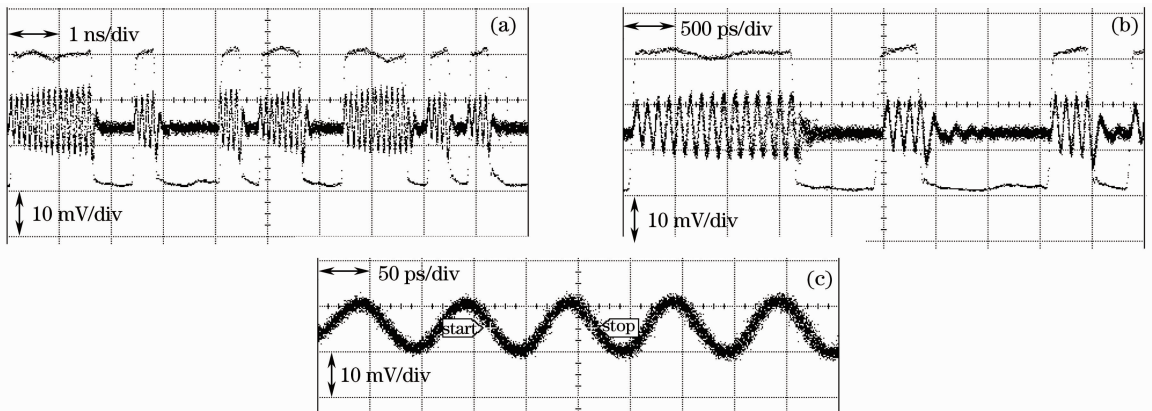 1 ns/div
(a)
10 mV/div
500 ps/div
(b)
10 mV/div
50 ps/div
(c)
start
stop
10 mV/div